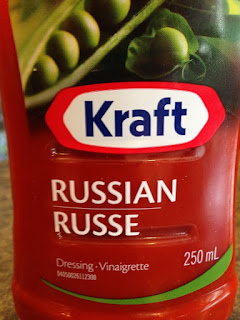 Kraft
RUSSIAN
RUSSE
250 mL
Dressing · Vinaigrette